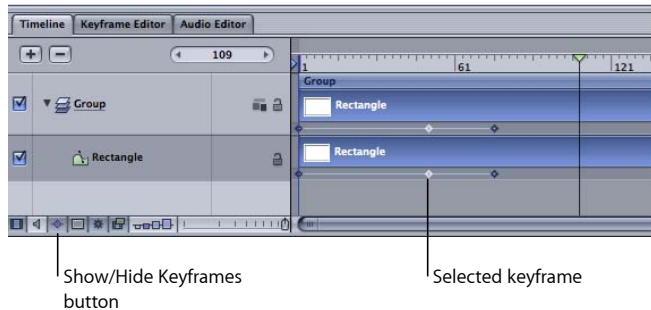 Timeline Keyframe Editor Audio Editor
109
1 61 121
Group
Group
Rectangle
Rectangle
Rectangle
Show/Hide Keyframes
button
Selected keyframe